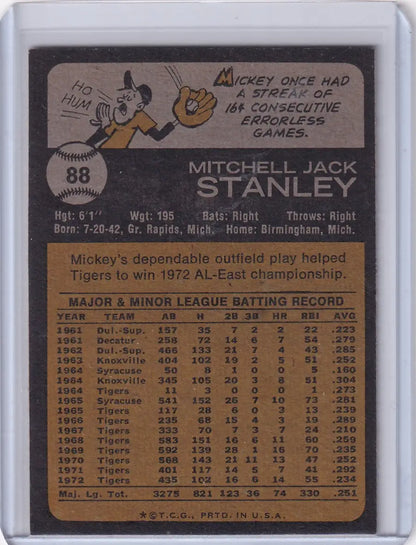 HO
HUM
MICKEY ONCE HAD
A STREAK OF
164 CONSECUTIVE
ERRORLESS
GAMES.
88
MITCHELL JACK
STANLEY
Hgt: 6'1" Wgt: 195 Bats: Right Throws: Right
Born: 7-20-42, Gr. Rapids, Mich. Home: Birmingham, Mich.
Mickey's dependable outfield play helped
Tigers to win 1972 AL-East championship.
MAJOR & MINOR LEAGUE BATTING RECORD
YEAR TEAM AB H 2B 3B HR RBI AVG
1961 Dul.-Sup. 157 35 7 2 2 22 .223
1961 Decatur 258 72 14 6 7 54 .279
1962 Dul.-Sup. 466 133 21 7 4 43 .285
1963 Knoxville 404 102 19 2 5 51 .252
1964 Syracuse 50 8 1 0 0 5 .160
1964 Knoxville 345 105 20 3 8 51 .304
1964 Tigers 11 3 0 0 0 1 .273
1965 Syracuse 541 152 26 7 10 73 .281
1965 Tigers 117 28 6 0 3 13 .239
1966 Tigers 235 68 15 4 3 19 .289
1967 Tigers 333 70 7 3 7 24 .210
1968 Tigers 583 151 16 6 11 60 .259
1969 Tigers 592 139 28 1 16 70 .235
1970 Tigers 568 143 21 11 13 47 .252
1971 Tigers 401 117 14 5 7 41 .292
1972 Tigers 435 102 16 6 14 55 .234
Maj. Lg. Tot. 3275 821 123 36 74 330 .251
*©T.C.G., PRTD. IN U.S.A.